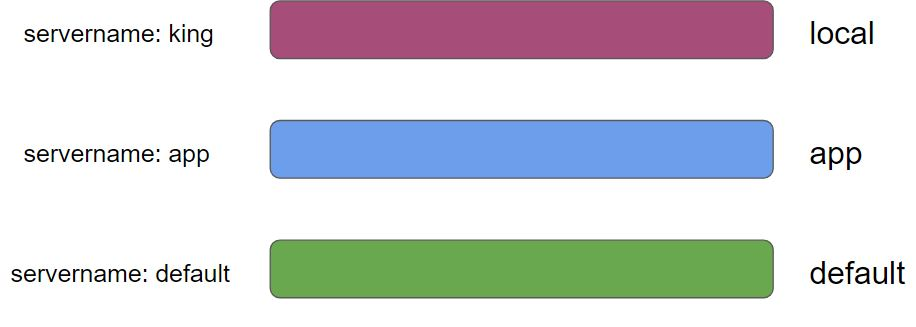 servername: king
local
servername: app
app
servername: default
default